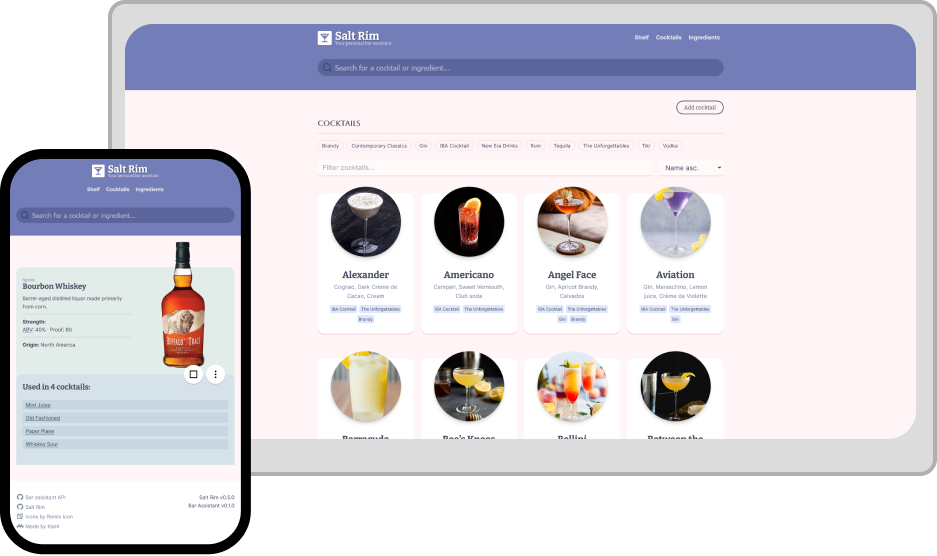 Salt Rim
Your personal bar assistant
Shelf Cocktails Ingredients
Search for a cocktail or ingredient...
Add cocktail
COCKTAILS
Brandy Contemporary Classics Gin IBA Cocktail New Era Drinks Rum Tequila The Unforgettables Tiki Vodka
Filter cocktails...
Name asc.
Alexander
Cognac, Dark Crème de
Cacao, Cream
IBA Cocktail The Unforgettables
Brandy
Americano
Campari, Sweet Vermouth,
Club soda
IBA Cocktail The Unforgettables
Angel Face
Gin, Apricot Brandy,
Calvados
IBA Cocktail The Unforgettables
Gin Brandy
Aviation
Gin, Maraschino, Lemon
juice, Crème de Violette
IBA Cocktail The Unforgettables
Gin
Barracuda
Bee's Knees
Bellini
Between the
Salt Rim
Your personal bar assistant
Shelf Cocktails Ingredients
Search for a cocktail or ingredient...
Spirits
Bourbon Whiskey
Barrel-aged distilled liquor made primarily
from corn.
Strength:
ABV: 40% · Proof: 80
Origin: North America
BUFFALO TRACE
Used in 4 cocktails:
Mint Julep
Old Fashioned
Paper Plane
Whiskey Sour
Bar assistant API
Salt Rim
Icons by Remix Icon
Made by Karlo
Salt Rim v0.5.0
Bar Assistant v0.1.0